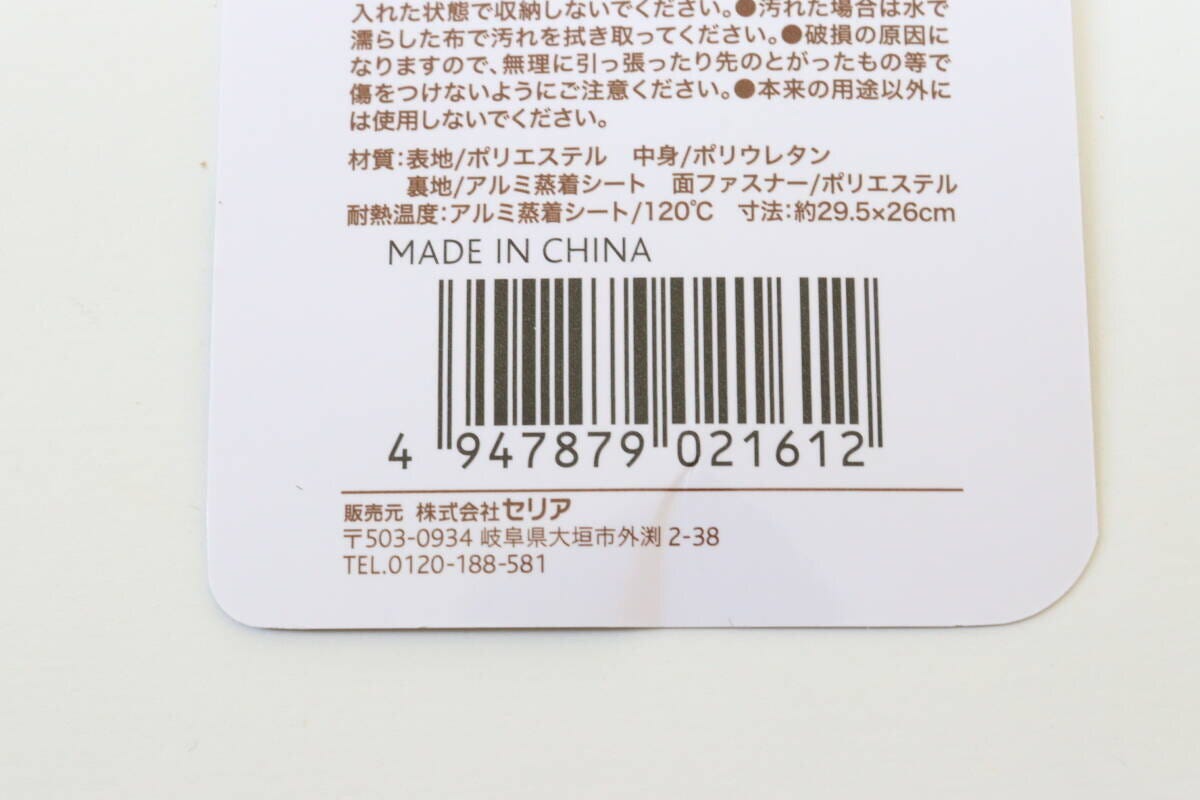 入れた状態で収納しないでください。●汚れた場合は水で
濡らした布で汚れを拭き取ってください。●破損の原因に
なりますので、無理に引っ張ったり先のとがったもの等で
傷をつけないようにご注意ください。●本来の用途以外に
は使用しないでください。
材質:表地/ポリエステル 中身/ポリウレタン
裏地/アルミ蒸着シート 面ファスナー/ポリエステル
耐熱温度:アルミ蒸着シート/120℃ 寸法:約29.5×26cm
MADE IN CHINA
4 947879 021612
販売元 株式会社セリア
〒503-0934 岐阜県大垣市外渕 2-38
TEL.0120-188-581